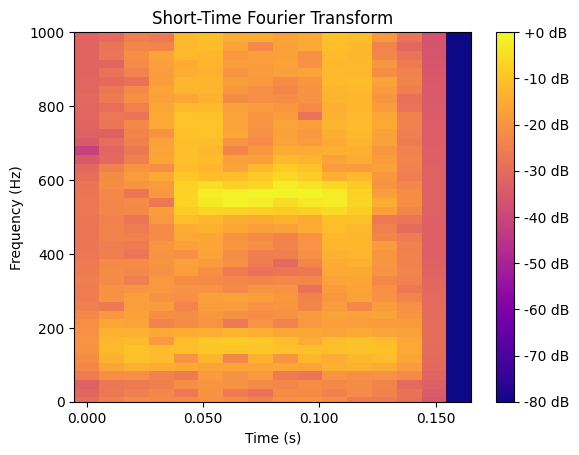 Short-Time Fourier Transform
Frequency (Hz)
1000
800
600
400
200
0
0.000
0.050
0.100
0.150
Time (s)
+0 dB
-10 dB
-20 dB
-30 dB
-40 dB
-50 dB
-60 dB
-70 dB
-80 dB